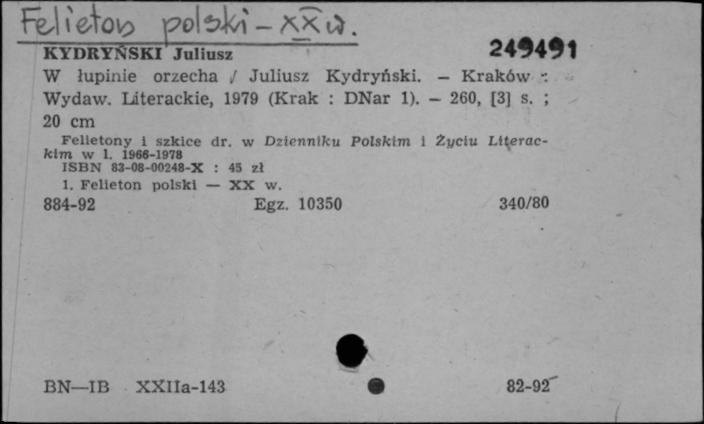 Felieton polski – XX w.
KYDRYŃSKI Juliusz 249491
W łupinie orzecha / Juliusz Kydryński. — Kraków :
Wydaw. Literackie, 1979 (Krak : DNar 1). — 260, [3] s. ;
20 cm
Felietony i szkice dr. w Dzienniku Polskim i Życiu Literac-
kim w l. 1966-1978
ISBN 83-08-00248-X : 45 zł
1. Felieton polski — XX w.
884-92 Egz. 10350 340/80
BN—IB XXIIa-143 82-92